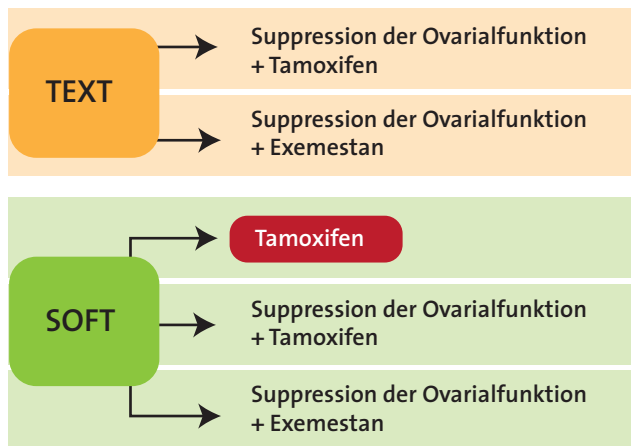 TEXT
Suppression der Ovarialfunktion
+ Tamoxifen
Suppression der Ovarialfunktion
+ Exemestan
SOFT
Tamoxifen
Suppression der Ovarialfunktion
+ Tamoxifen
Suppression der Ovarialfunktion
+ Exemestan